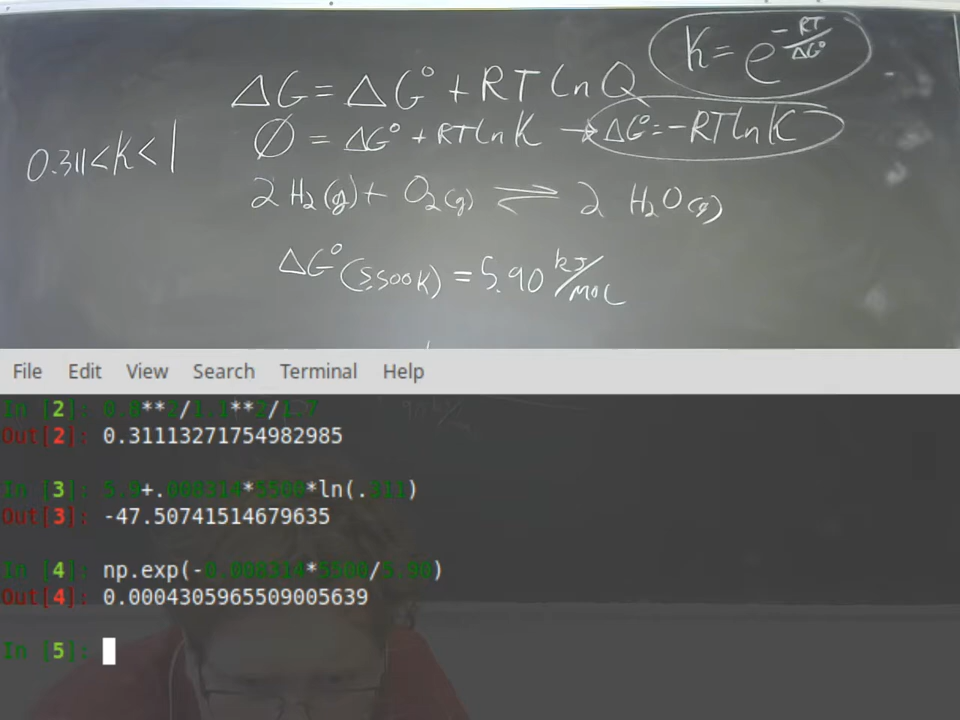 K = e^(-RT/ΔG°)
ΔG = ΔG° + RT ln Q
0.311 < K < 1
∅ = ΔG° + RT ln K → ΔG° = -RT ln K
2 H₂(g) + O₂(g) ⇌ 2 H₂O(g)
ΔG°(5500K) = 5.90 kJ/mol
File Edit View Search Terminal Help
In [2]: 0.8**2/1.1**2/1.7
Out[2]: 0.31113271754982985
In [3]: 5.9+.008314*5500*ln(.311)
Out[3]: -47.50741514679635
In [4]: np.exp(-0.008314*5500/5.90)
Out[4]: 0.0004305965509005639
In [5]: